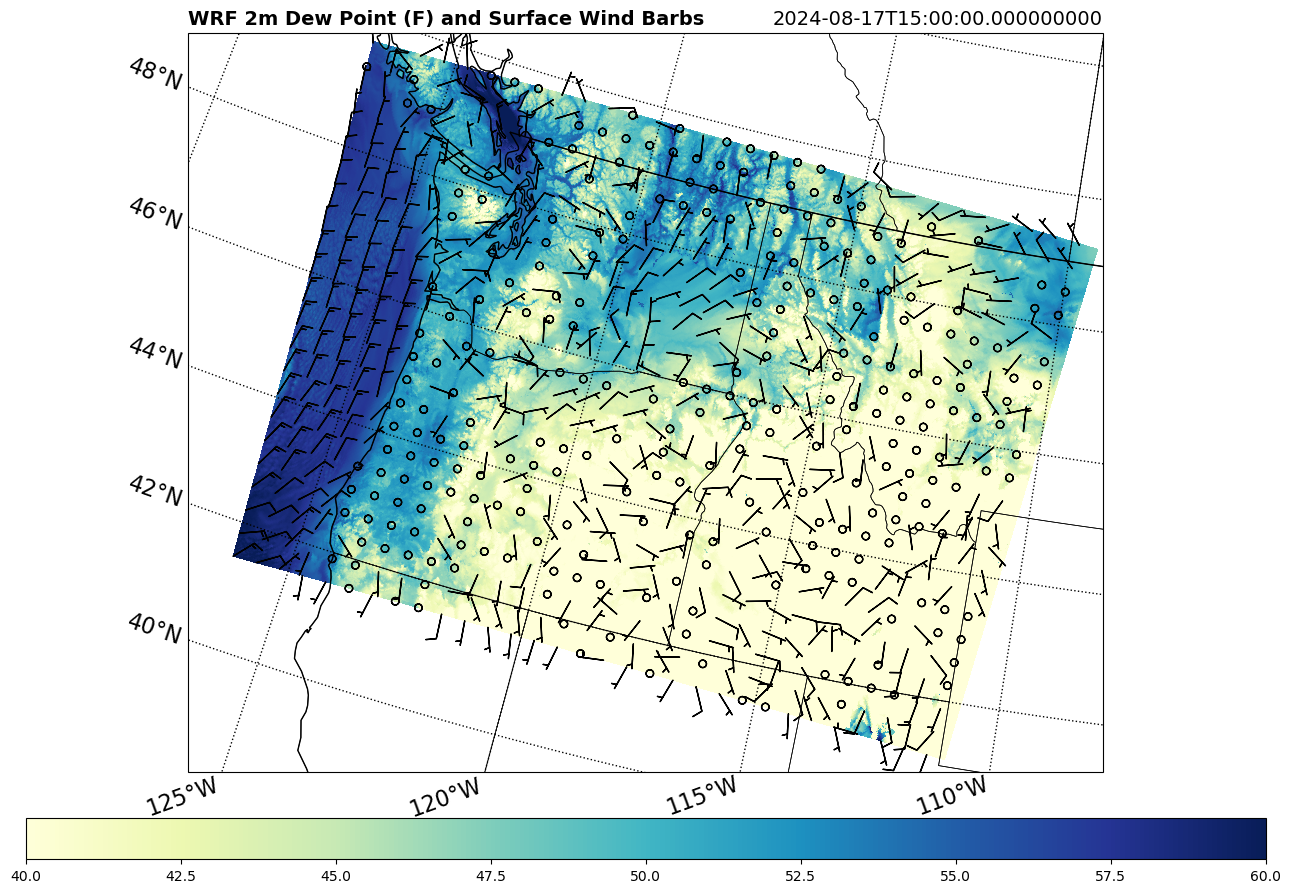 WRF 2m Dew Point (F) and Surface Wind Barbs 2024-08-17T15:00:00.000000000
48°N
46°N
44°N
42°N
40°N
125°W 120°W 115°W 110°W
40.0 42.5 45.0 47.5 50.0 52.5 55.0 57.5 60.0